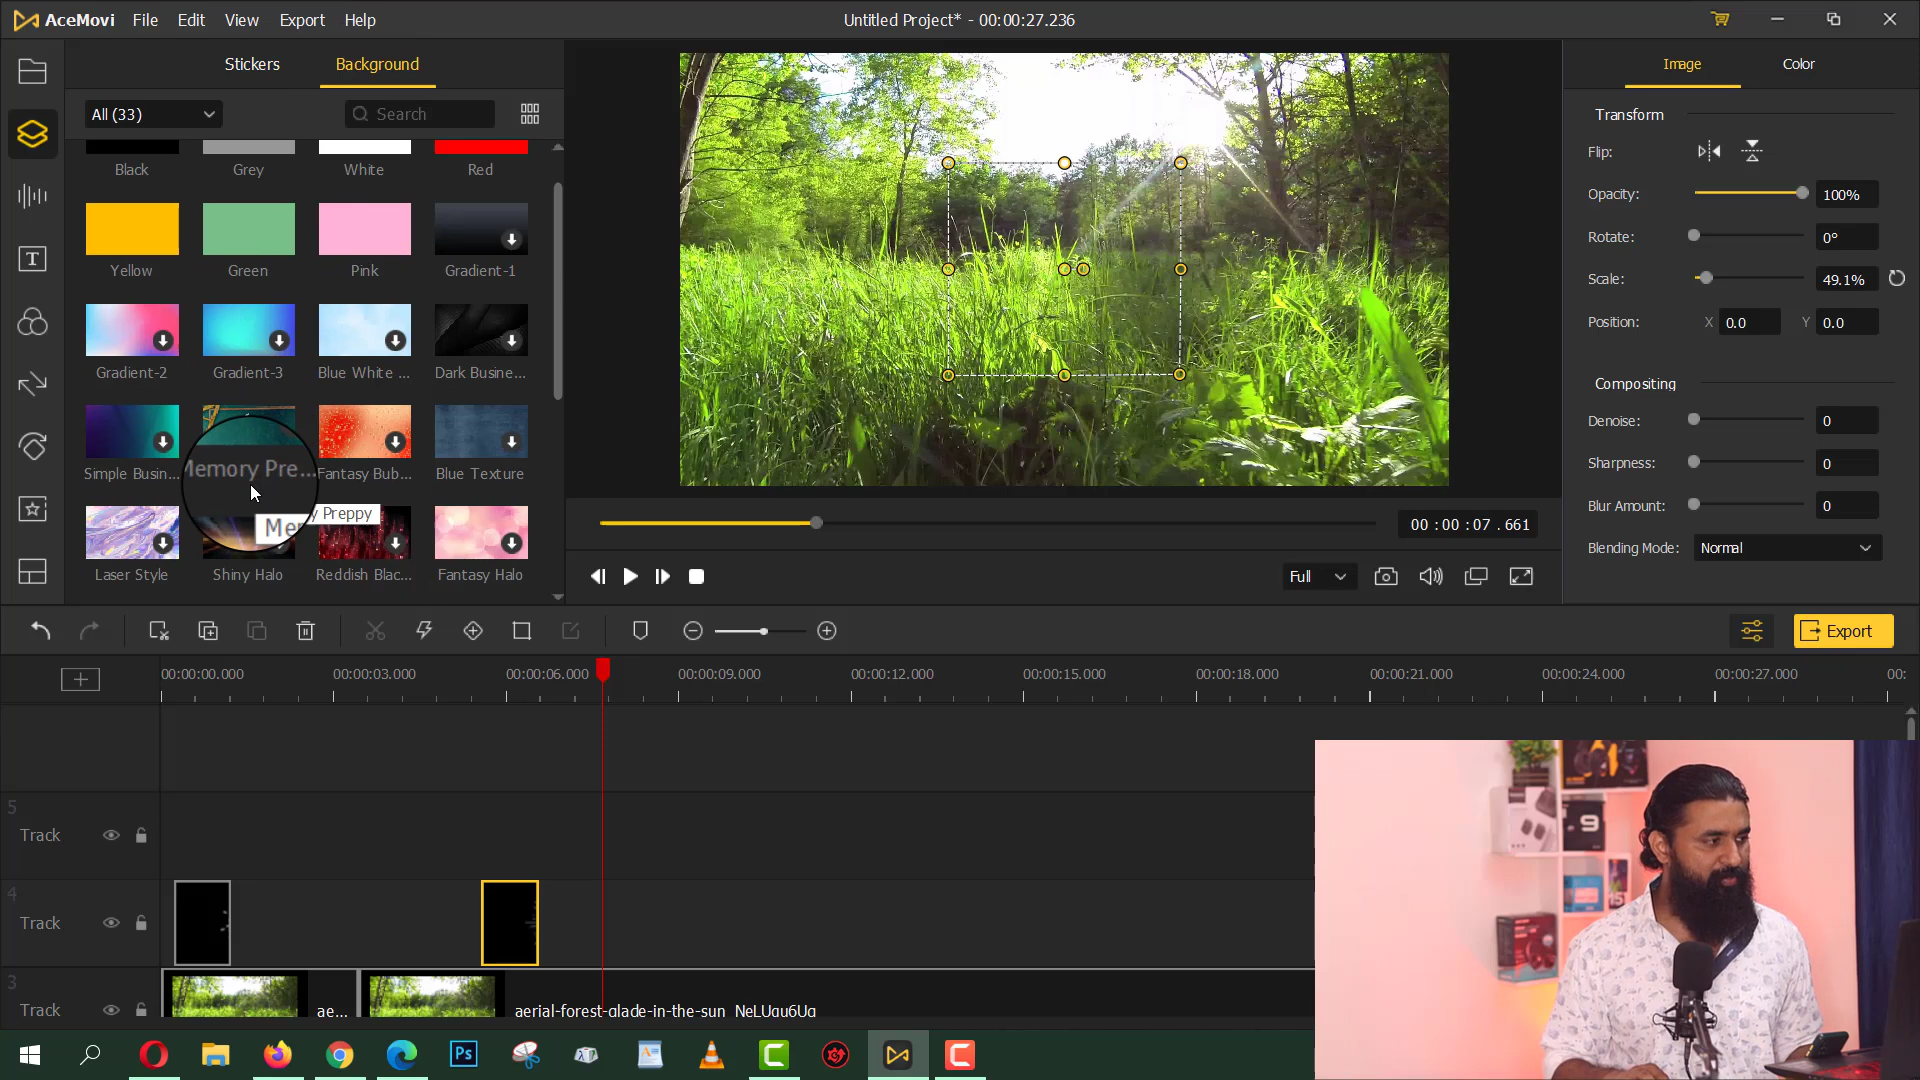 AceMovi File Edit View Export Help
Untitled Project* - 00:00:27.236
Stickers Background
All (33)
Search
Black Grey White Red
Yellow Green Pink Gradient-1
Gradient-2 Gradient-3 Blue White ... Dark Busine...
Simple Busin... Memory Pre... Fantasy Bub... Blue Texture
y Preppy
Laser Style Shiny Halo Reddish Blac... Fantasy Halo
00 : 00 : 07 . 661
Full
Image Color
Transform
Flip:
Opacity: 100%
Rotate: 0°
Scale: 49.1%
Position: X 0.0 Y 0.0
Compositing
Denoise: 0
Sharpness: 0
Blur Amount: 0
Blending Mode: Normal
Export
00:00:00.000 00:00:03.000 00:00:06.000 00:00:09.000 00:00:12.000 00:00:15.000 00:00:18.000 00:00:21.000 00:00:24.000 00:00:27.000 00:
5
Track
4
Track
3
Track
ae...
aerial-forest-glade-in-the-sun_NeLUgu6Ug
Ps
9